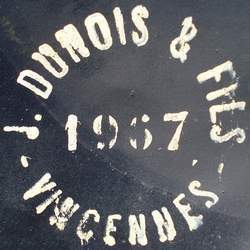 J. DUNOIS & FILS
1967
- VINCENNES -